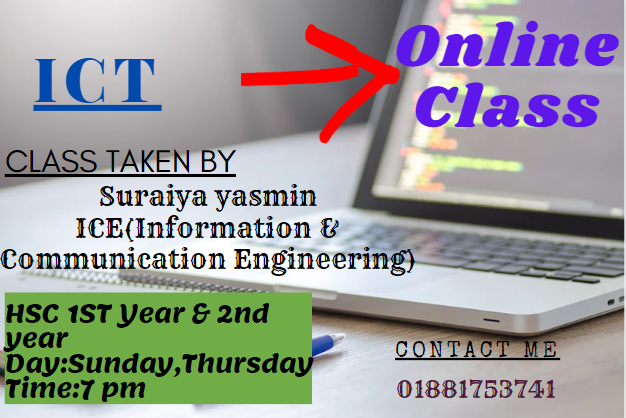 ICT
Online
Class
CLASS TAKEN BY
Suraiya yasmin
ICE(Information &
Communication Engineering)
HSC 1ST Year & 2nd
year
Day:Sunday,Thursday
Time:7 pm
CONTACT ME
01881753741